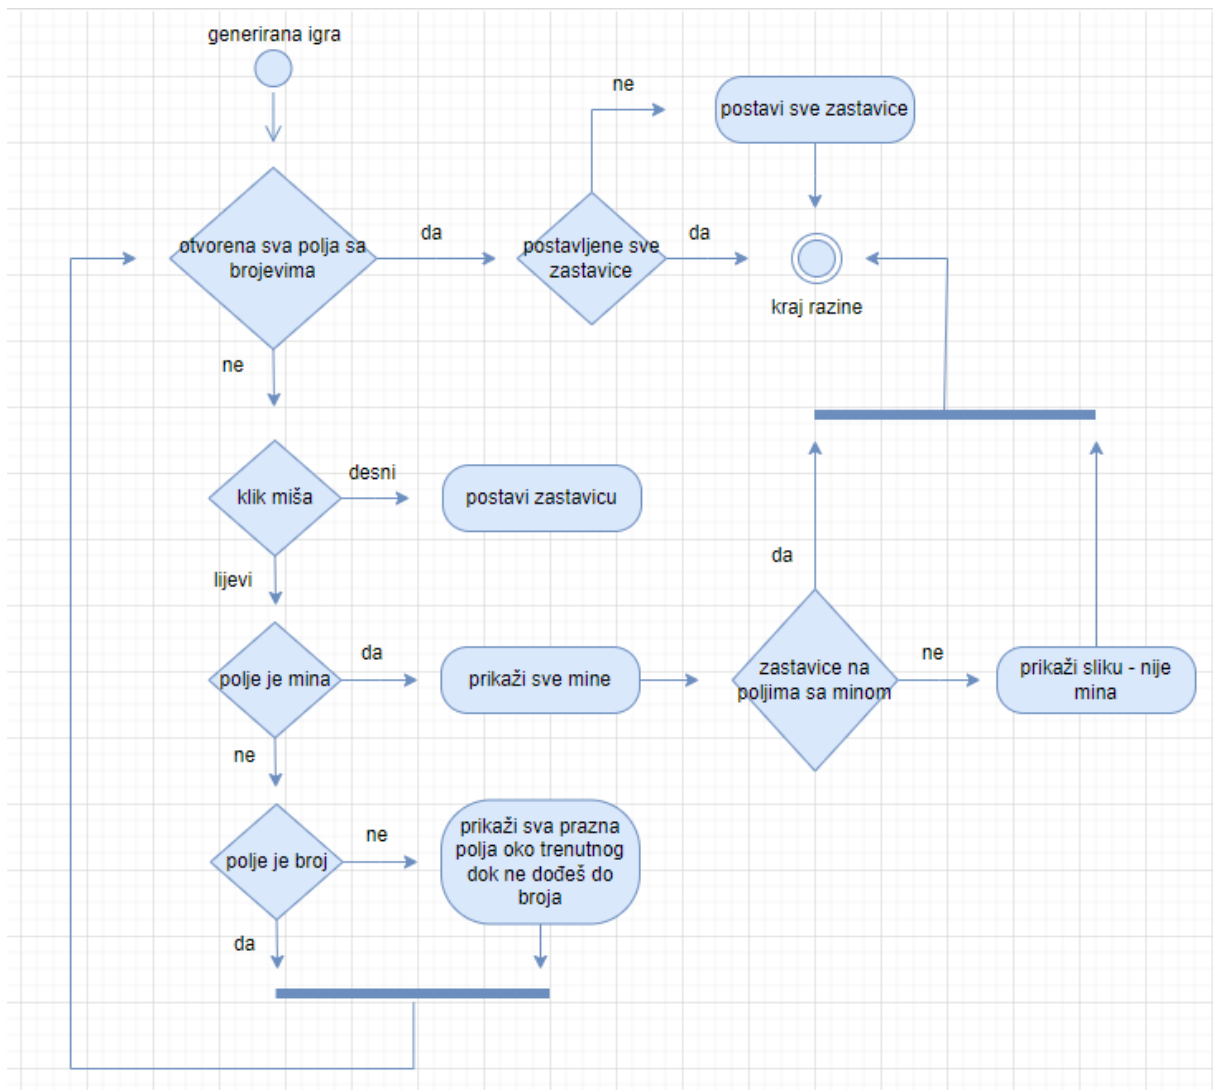 generirana igra
ne
postavi sve zastavice
otvorena sva polja sa
brojevima
da
postavljene sve
zastavice
da
kraj razine
ne
klik miša
desni
postavi zastavicu
lijevi
da
polje je mina
da
prikaži sve mine
zastavice na
poljima sa minom
ne
prikaži sliku - nije
mina
ne
polje je broj
ne
prikaži sva prazna
polja oko trenutnog
dok ne dođeš do
broja
da